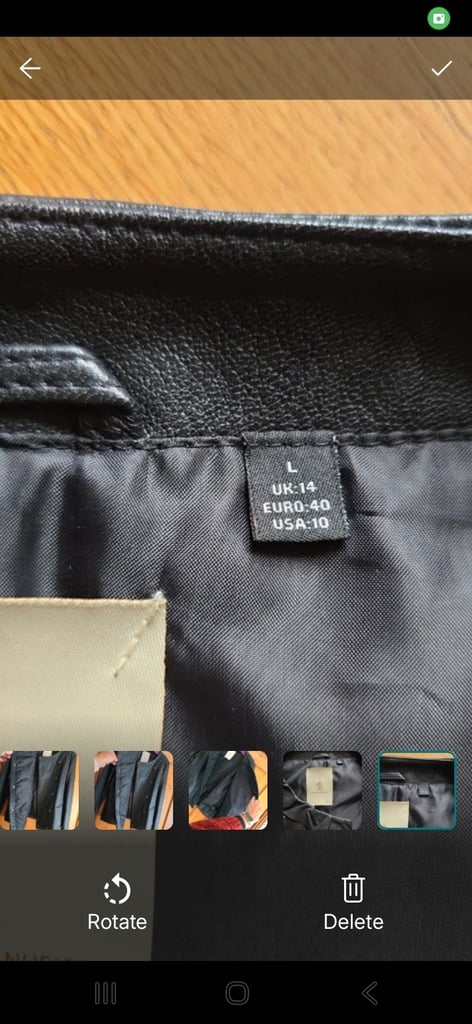 L
UK:14
EURO:40
USA:10
Rotate
Delete